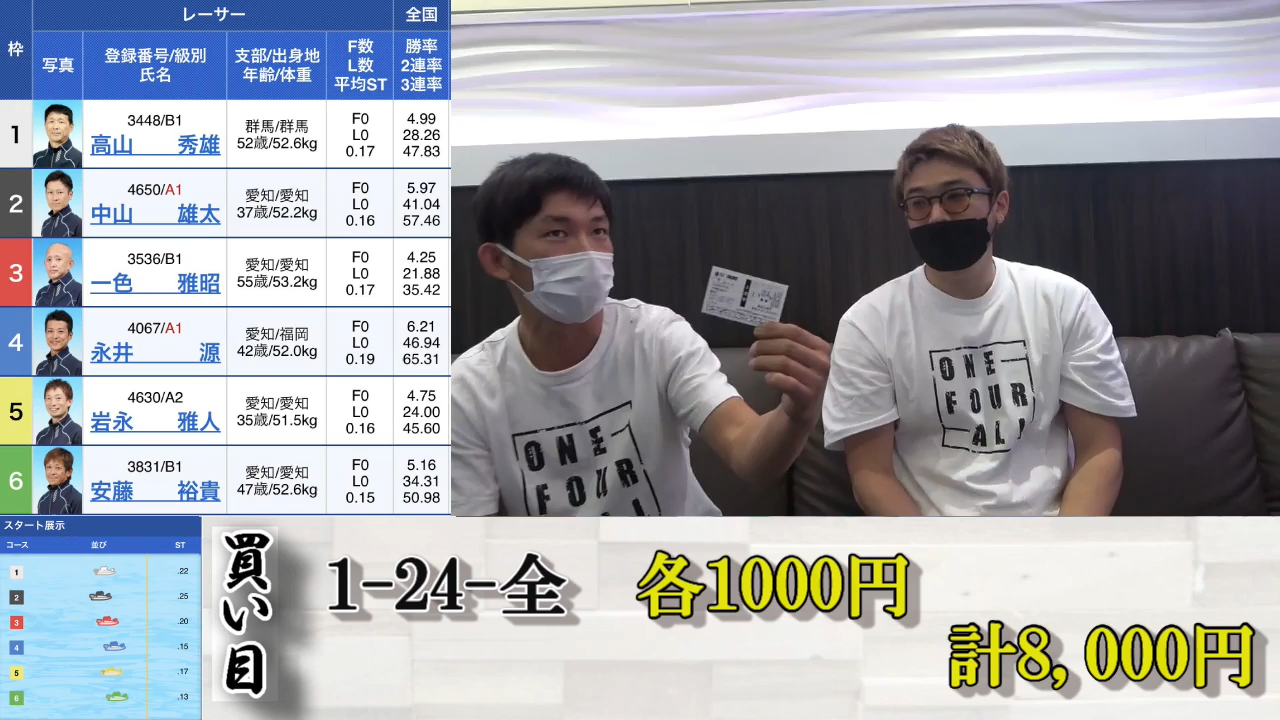 枠
レーサー
全国
写真
登録番号/級別
氏名
支部/出身地
年齢/体重
F数
L数
平均ST
勝率
2連率
3連率
1
3448/B1
高山 秀雄
群馬/群馬
52歳/52.6kg
F0
L0
0.17
4.99
28.26
47.83
2
4650/A1
中山 雄太
愛知/愛知
37歳/52.2kg
F0
L0
0.16
5.97
41.04
57.46
3
3536/B1
一色 雅昭
愛知/愛知
55歳/53.2kg
F0
L0
0.17
4.25
21.88
35.42
4
4067/A1
永井 源
愛知/福岡
42歳/52.0kg
F0
L0
0.19
6.21
46.94
65.31
5
4630/A2
岩永 雅人
愛知/愛知
35歳/51.5kg
F0
L0
0.16
4.75
24.00
45.60
6
3831/B1
安藤 裕貴
愛知/愛知
47歳/52.6kg
F0
L0
0.15
5.16
34.31
50.98
ONE
FOUR
ALL
ONE
FOUR
ALL
スタート展示
コース 並び ST
1 .22
2 .25
3 .20
4 .15
5 .17
6 .13
買い目
1-24-全 各1000円
計8,000円